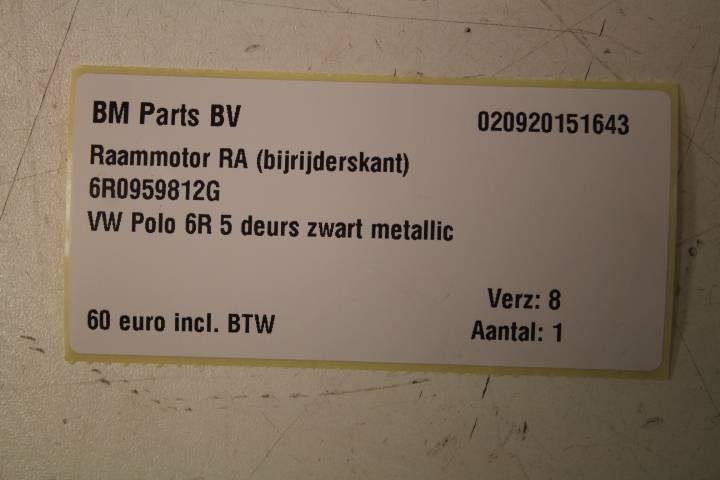 BM Parts BV
020920151643
Raammotor RA (bijrijderskant)
6R0959812G
VW Polo 6R 5 deurs zwart metallic
Verz: 8
60 euro incl. BTW
Aantal: 1